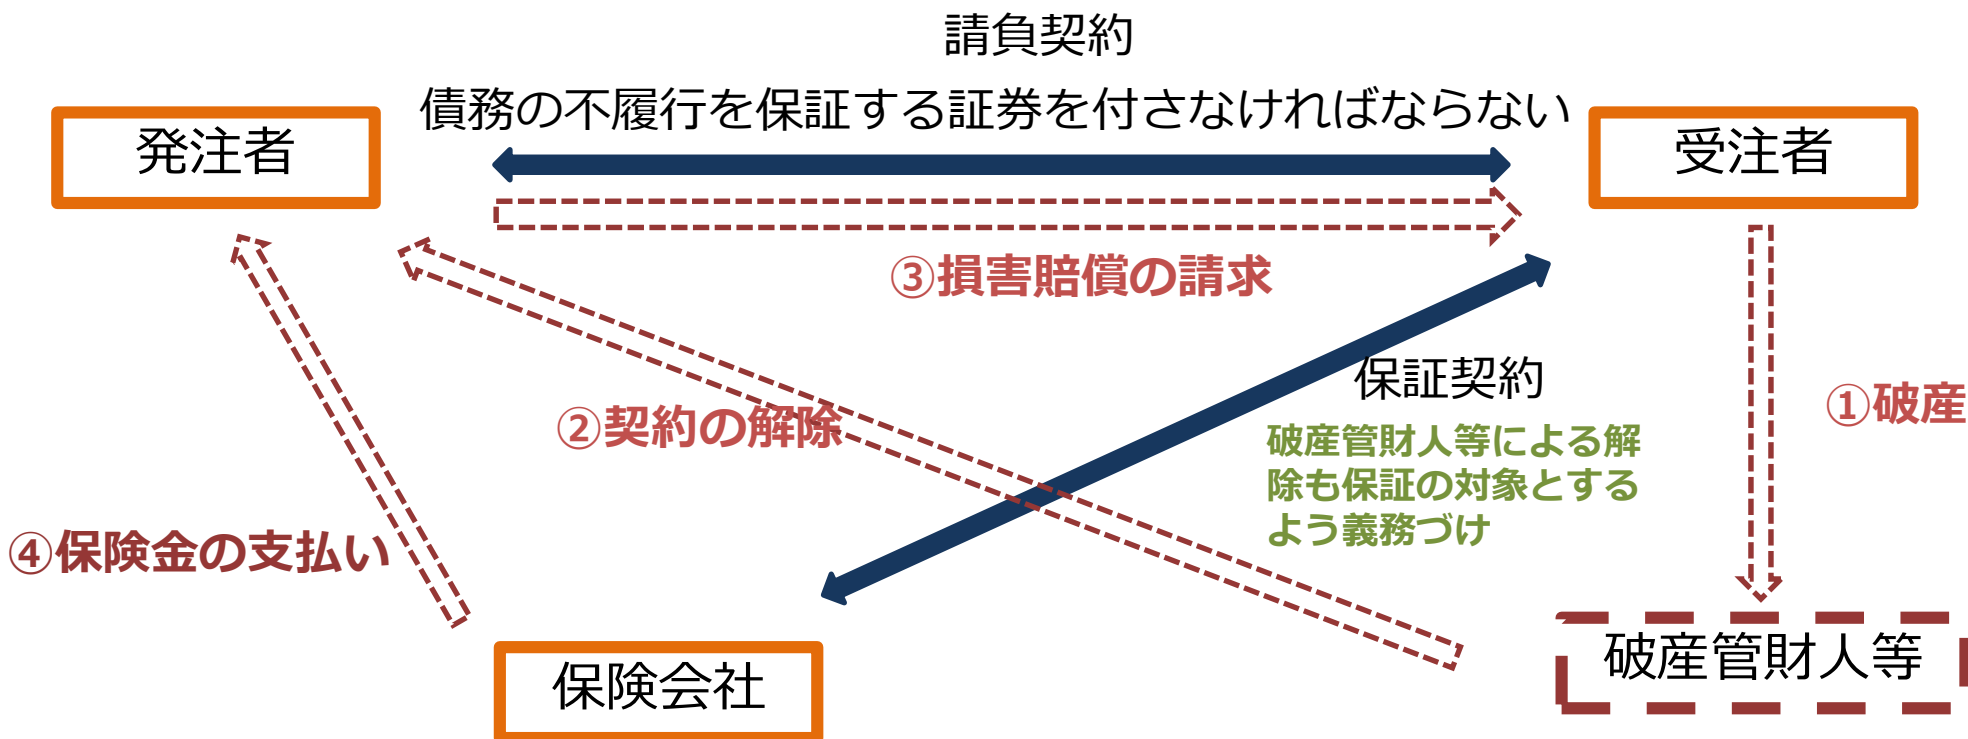 請負契約
債務の不履行を保証する証券を付さなければならない
発注者
受注者
③損害賠償の請求
保証契約
①破産
②契約の解除
破産管財人等による解
除も保証の対象とする
よう義務づけ
④保険金の支払い
破産管財人等
保険会社